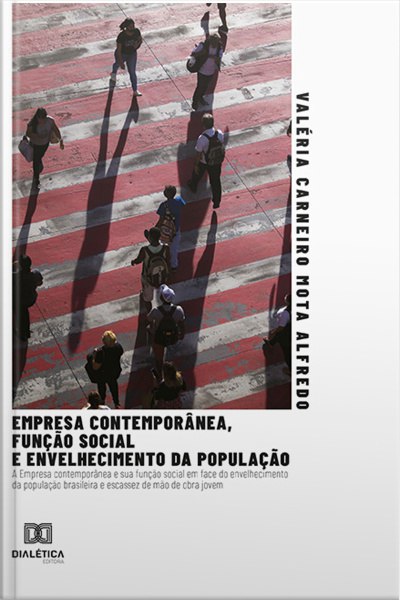 VALÉRIA CARNEIRO MOTA ALFREDO
EMPRESA CONTEMPORÂNEA,
FUNÇÃO SOCIAL
E ENVELHECIMENTO DA POPULAÇÃO
A Empresa contemporânea e sua função social em face do envelhecimento
da população brasileira e escassez de mão de obra jovem
DIALÉTICA
EDITORA